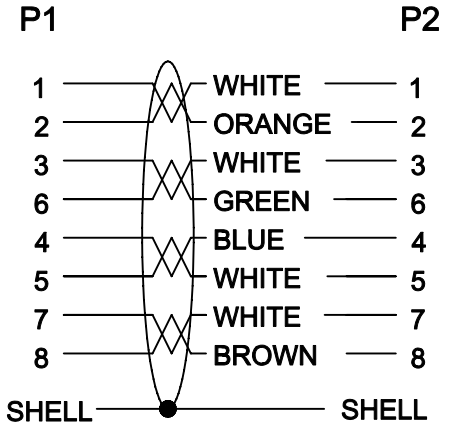 P1 P2
1 WHITE 1
2 ORANGE 2
3 WHITE 3
6 GREEN 6
4 BLUE 4
5 WHITE 5
7 WHITE 7
8 BROWN 8
SHELL SHELL